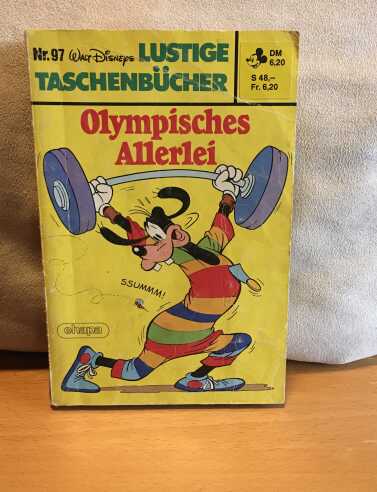 Nr. 97 Walt Disneys LUSTIGE
TASCHENBÜCHER
DM
6,20
S 48,-
Fr. 6,20
Olympisches
Allerlei
SSUMMM!
ehapa